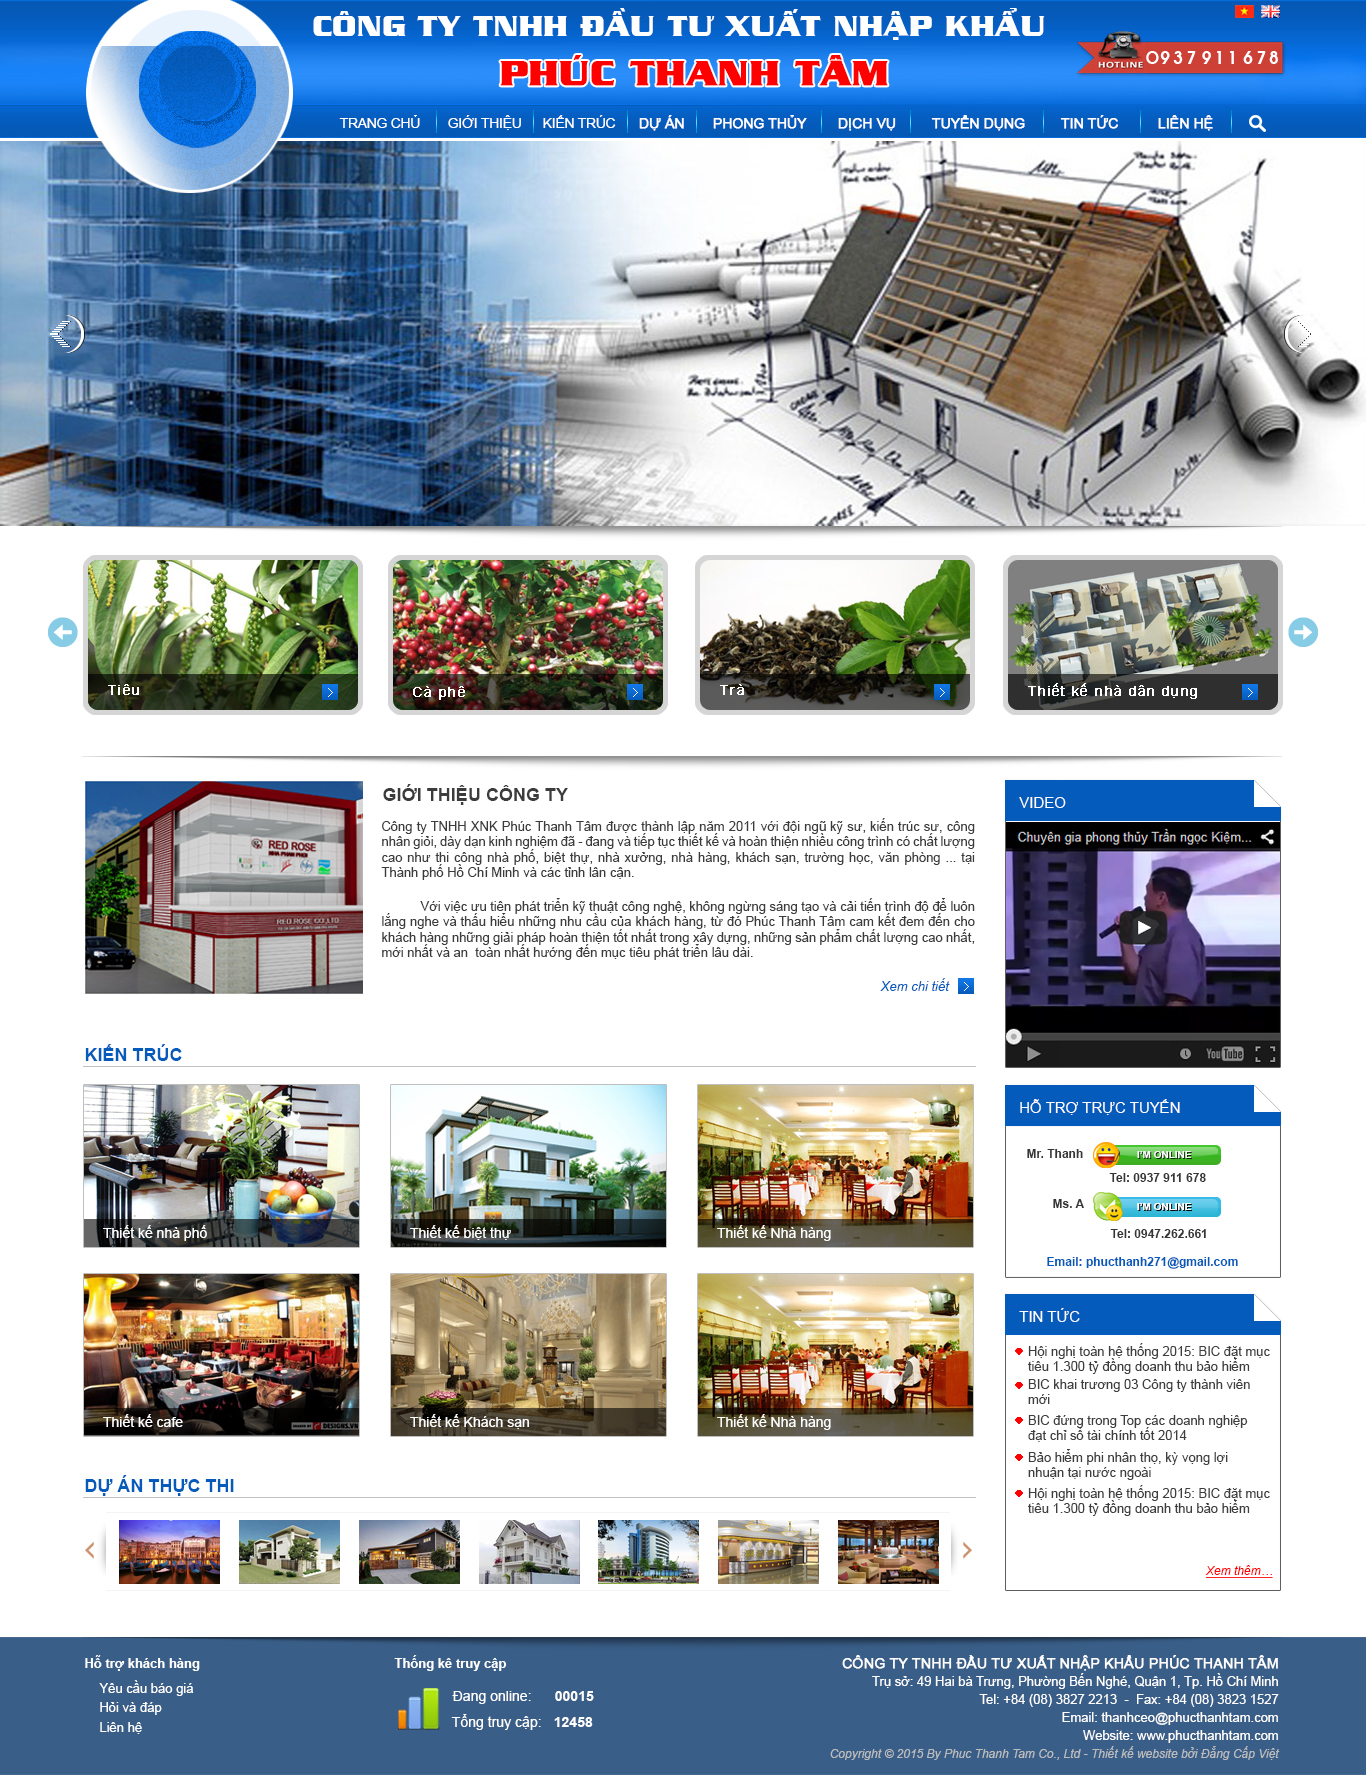 CÔNG TY TNHH ĐẦU TƯ XUẤT NHẬP KHẨU
PHÚC THANH TÂM
HOTLINE 0937 911 678
TRANG CHỦ
GIỚI THIỆU
KIẾN TRÚC
DỰ ÁN
PHONG THỦY
DỊCH VỤ
TUYỂN DỤNG
TIN TỨC
LIÊN HỆ
Tiêu
Cà phê
Trà
Thiết kế nhà dân dụng
RED ROSE
NHA PHAN PHOI
RED ROSE CO.,LTD
GIỚI THIỆU CÔNG TY
Công ty TNHH XNK Phúc Thanh Tâm được thành lập năm 2011 với đội ngũ kỹ sư, kiến trúc sư, công
nhân giỏi, dày dạn kinh nghiệm đã - đang và tiếp tục thiết kế và hoàn thiện nhiều công trình có chất lượng
cao như thi công nhà phố, biệt thự, nhà xưởng, nhà hàng, khách sạn, trường học, văn phòng ... tại
Thành phố Hồ Chí Minh và các tỉnh lân cận.
Với việc ưu tiên phát triển kỹ thuật công nghệ, không ngừng sáng tạo và cải tiến trình độ để luôn
lắng nghe và thấu hiểu những nhu cầu của khách hàng, từ đó Phúc Thanh Tâm cam kết đem đến cho
khách hàng những giải pháp hoàn thiện tốt nhất trong xây dựng, những sản phẩm chất lượng cao nhất,
mới nhất và an toàn nhất hướng đến mục tiêu phát triển lâu dài.
Xem chi tiết
VIDEO
Chuyên gia phong thủy Trần ngọc Kiệm...
YouTube
KIẾN TRÚC
Thiết kế nhà phố
Thiết kế biệt thự
Thiết kế Nhà hàng
Thiết kế cafe
Thiết kế Khách sạn
Thiết kế Nhà hàng
HỖ TRỢ TRỰC TUYẾN
Mr. Thanh
I'M ONLINE
Tel: 0937 911 678
Ms. A
I'M ONLINE
Tel: 0947.262.661
Email: phucthanh271@gmail.com
TIN TỨC
Hội nghị toàn hệ thống 2015: BIC đặt mục
tiêu 1.300 tỷ đồng doanh thu bảo hiểm
BIC khai trương 03 Công ty thành viên
mới
BIC đứng trong Top các doanh nghiệp
đạt chỉ số tài chính tốt 2014
Bảo hiểm phi nhân thọ, kỳ vọng lợi
nhuận tại nước ngoài
Hội nghị toàn hệ thống 2015: BIC đặt mục
tiêu 1.300 tỷ đồng doanh thu bảo hiểm
Xem thêm...
DỰ ÁN THỰC THI
Hỗ trợ khách hàng
Yêu cầu báo giá
Hỏi và đáp
Liên hệ
Thống kê truy cập
Đang online: 00015
Tổng truy cập: 12458
CÔNG TY TNHH ĐẦU TƯ XUẤT NHẬP KHẨU PHÚC THANH TÂM
Trụ sở: 49 Hai bà Trưng, Phường Bến Nghé, Quận 1, Tp. Hồ Chí Minh
Tel: +84 (08) 3827 2213 - Fax: +84 (08) 3823 1527
Email: thanhceo@phucthanhtam.com
Website: www.phucthanhtam.com
Copyright © 2015 By Phuc Thanh Tam Co., Ltd - Thiết kế website bởi Đẳng Cấp Việt